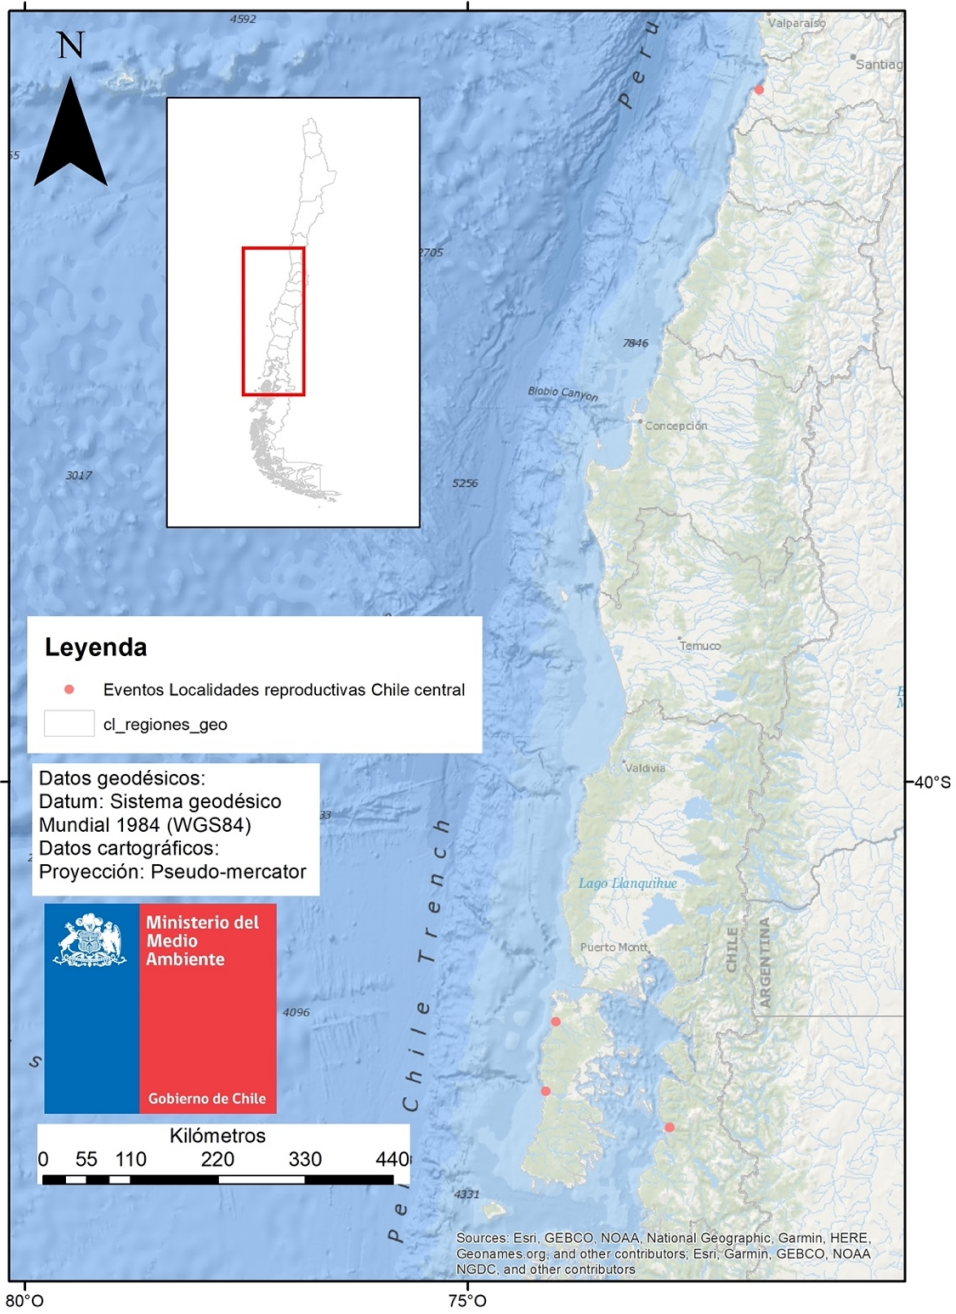 4592
Valparaíso
N
Santiag
Peru
55
2705
7846
Biobio Canyon
Concepción
3017
5256
Leyenda
Temuco
Eventos Localidades reproductivas Chile central
cl_regiones_geo
Valdivia
40°S
Datos geodésicos:
Datum: Sistema geodésico
Mundial 1984 (WGS84)
Datos cartográficos:
Proyección: Pseudo-mercator
33
Lago Llanquihue
Ministerio del
Medio
Ambiente
Puerto Montt
CHILE
ARGENTINA
Chile Trench
4096
S
Gobierno de Chile
Kilómetros
0 55 110 220 330 440
Pe
4331
Sources: Esri, GEBCO, NOAA, National Geographic, Garmin, HERE,
Geonames.org, and other contributors; Esri, Garmin, GEBCO, NOAA
NGDC, and other contributors
80°O
75°O